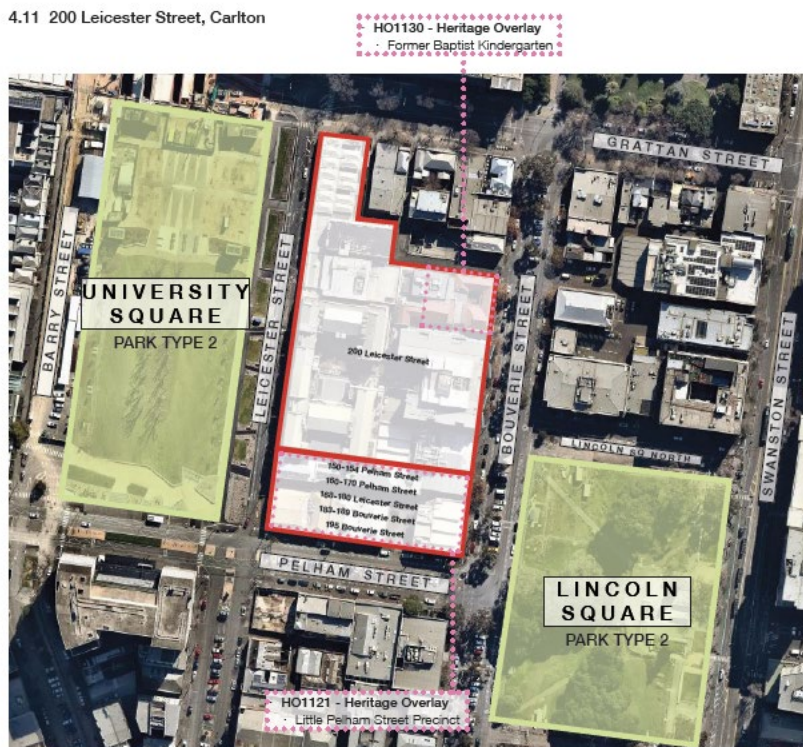 4.11 200 Leicester Street, Carlton
HO1130 - Heritage Overlay
· Former Baptist Kindergarten
GRATTAN STREET
UNIVERSITY
SQUARE
PARK TYPE 2
BARRY STREET
LEICESTER STREET
200 Leicester Street
BOUVERIE STREET
SWANSTON STREET
LINCOLN SQ NORTH
150-154 Pelham Street
160-170 Pelham Street
168-180 Leicester Street
183-189 Bouverie Street
195 Bouverie Street
PELHAM STREET
LINCOLN
SQUARE
PARK TYPE 2
HO1121 - Heritage Overlay
· Little Pelham Street Precinct